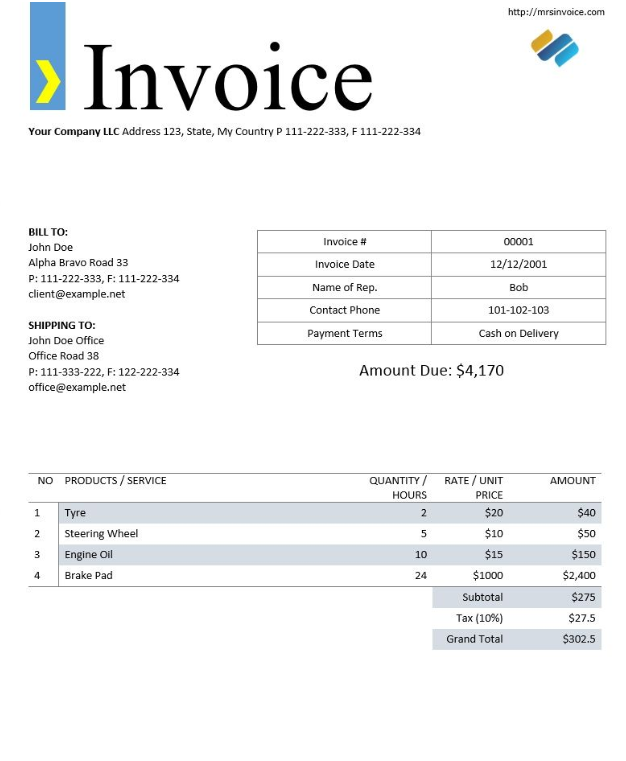 http://mrsinvoice.com
Invoice
Your Company LLC Address 123, State, My Country P 111-222-333, F 111-222-334
BILL TO:
John Doe
Alpha Bravo Road 33
P: 111-222-333, F: 111-222-334
client@example.net
SHIPPING TO:
John Doe Office
Office Road 38
P: 111-333-222, F: 122-222-334
office@example.net
Invoice # 00001
Invoice Date 12/12/2001
Name of Rep. Bob
Contact Phone 101-102-103
Payment Terms Cash on Delivery
Amount Due: $4,170
NO PRODUCTS / SERVICE QUANTITY / HOURS RATE / UNIT PRICE AMOUNT
1 Tyre 2 $20 $40
2 Steering Wheel 5 $10 $50
3 Engine Oil 10 $15 $150
4 Brake Pad 24 $1000 $2,400
Subtotal $275
Tax (10%) $27.5
Grand Total $302.5